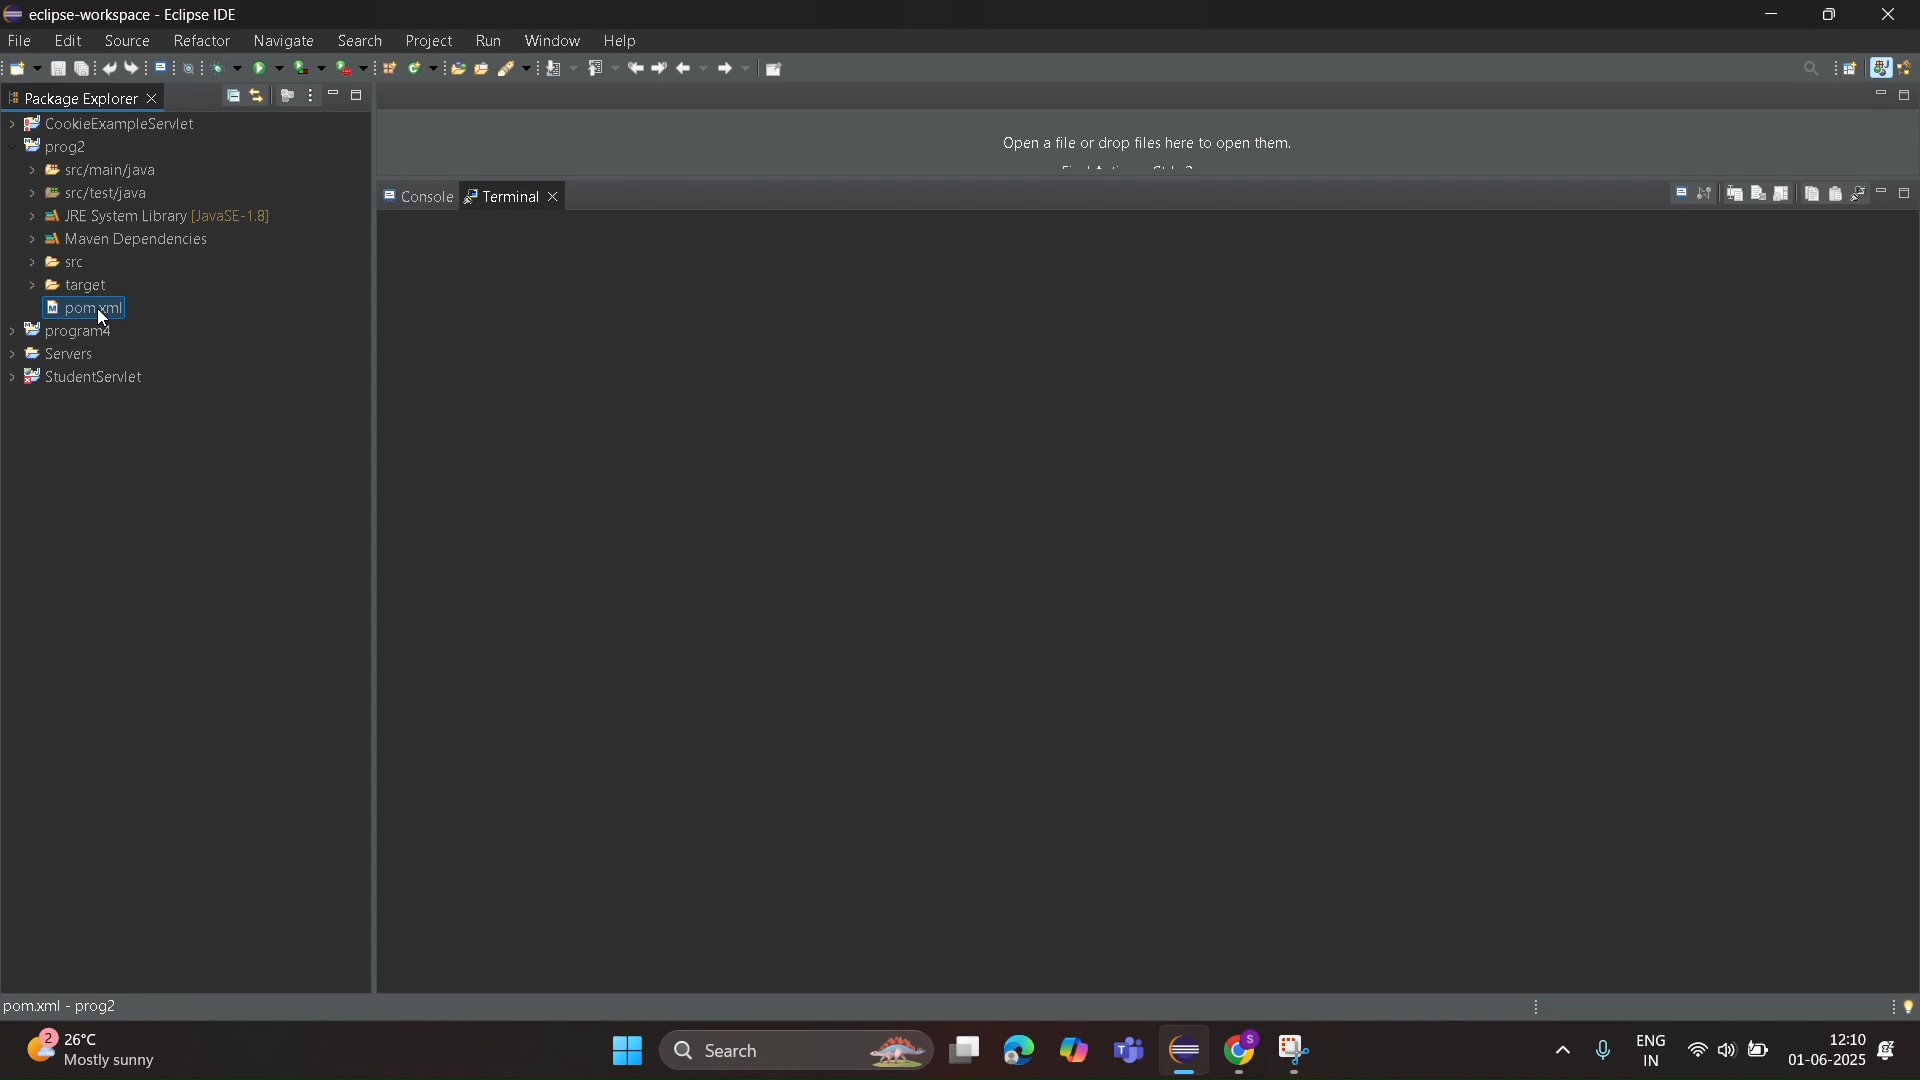 eclipse-workspace - Eclipse IDE
File Edit Source Refactor Navigate Search Project Run Window Help
Package Explorer
CookieExampleServlet
prog2
src/main/java
src/test/java
JRE System Library [JavaSE-1.8]
Maven Dependencies
src
target
pom.xml
program4
Servers
StudentServlet
Open a file or drop files here to open them.
Console Terminal
pom.xml - prog2
2
26°C
Mostly sunny
Search
S
ENG
IN
12:10
01-06-2025